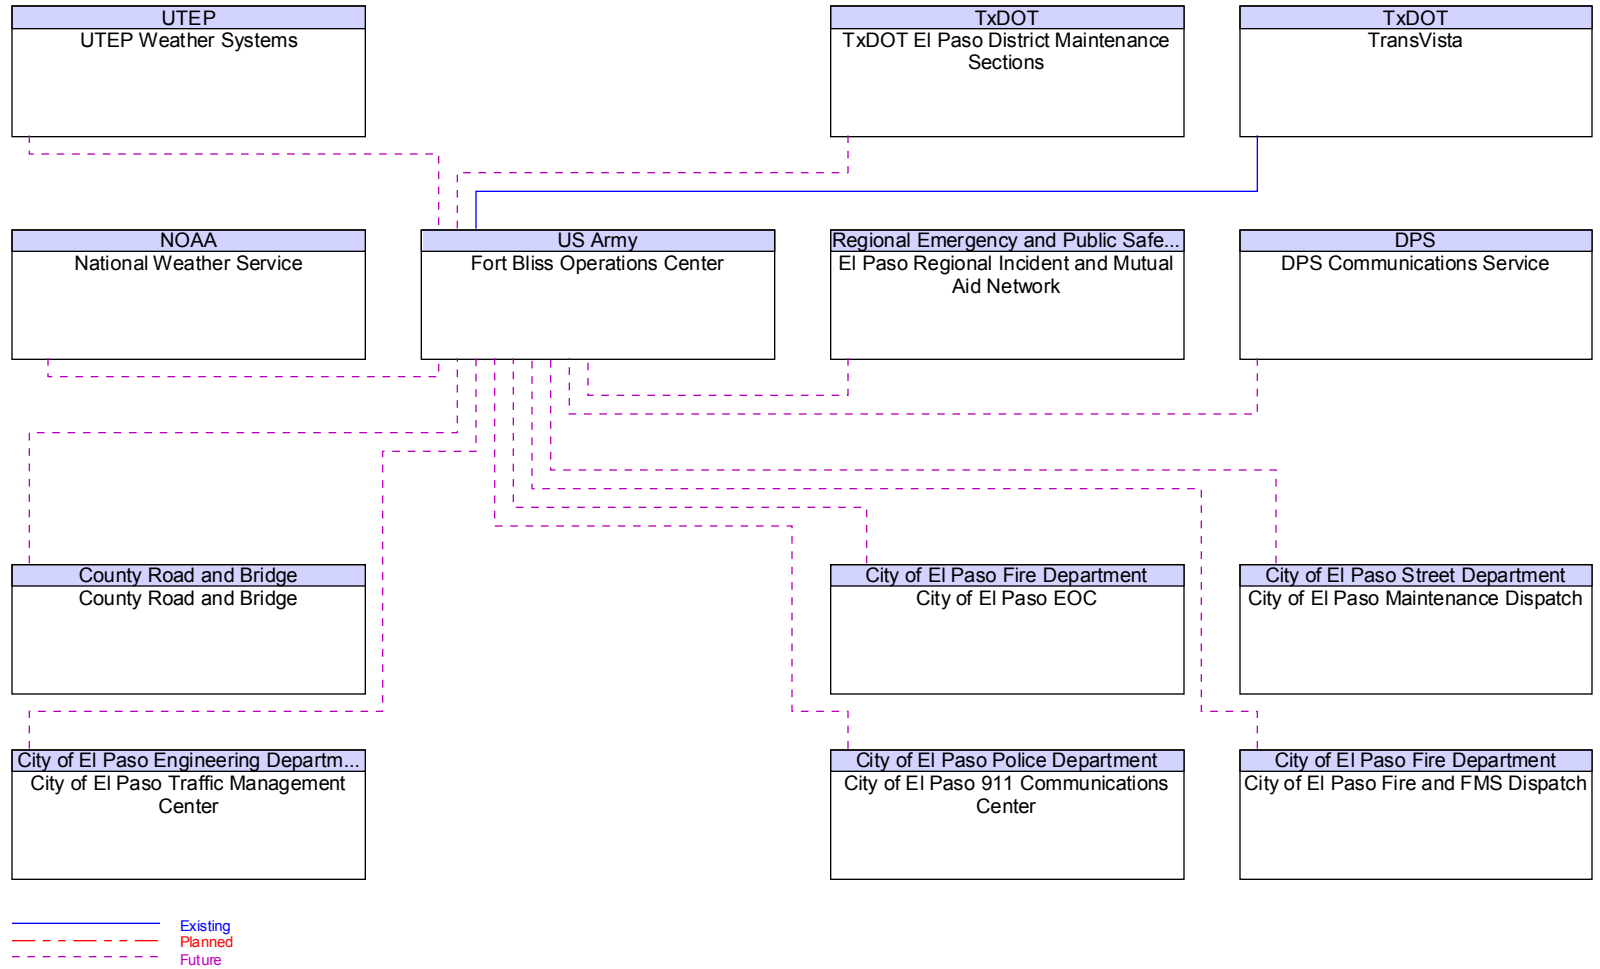 UTEP
UTEP Weather Systems
TxDOT
TxDOT El Paso District Maintenance
Sections
TxDOT
TransVista
NOAA
National Weather Service
US Army
Fort Bliss Operations Center
Regional Emergency and Public Safe...
El Paso Regional Incident and Mutual
Aid Network
DPS
DPS Communications Service
County Road and Bridge
County Road and Bridge
City of El Paso Fire Department
City of El Paso EOC
City of El Paso Street Department
City of El Paso Maintenance Dispatch
City of El Paso Engineering Departm...
City of El Paso Traffic Management
Center
City of El Paso Police Department
City of El Paso 911 Communications
Center
City of El Paso Fire Department
City of El Paso Fire and FMS Dispatch
Existing
Planned
Future